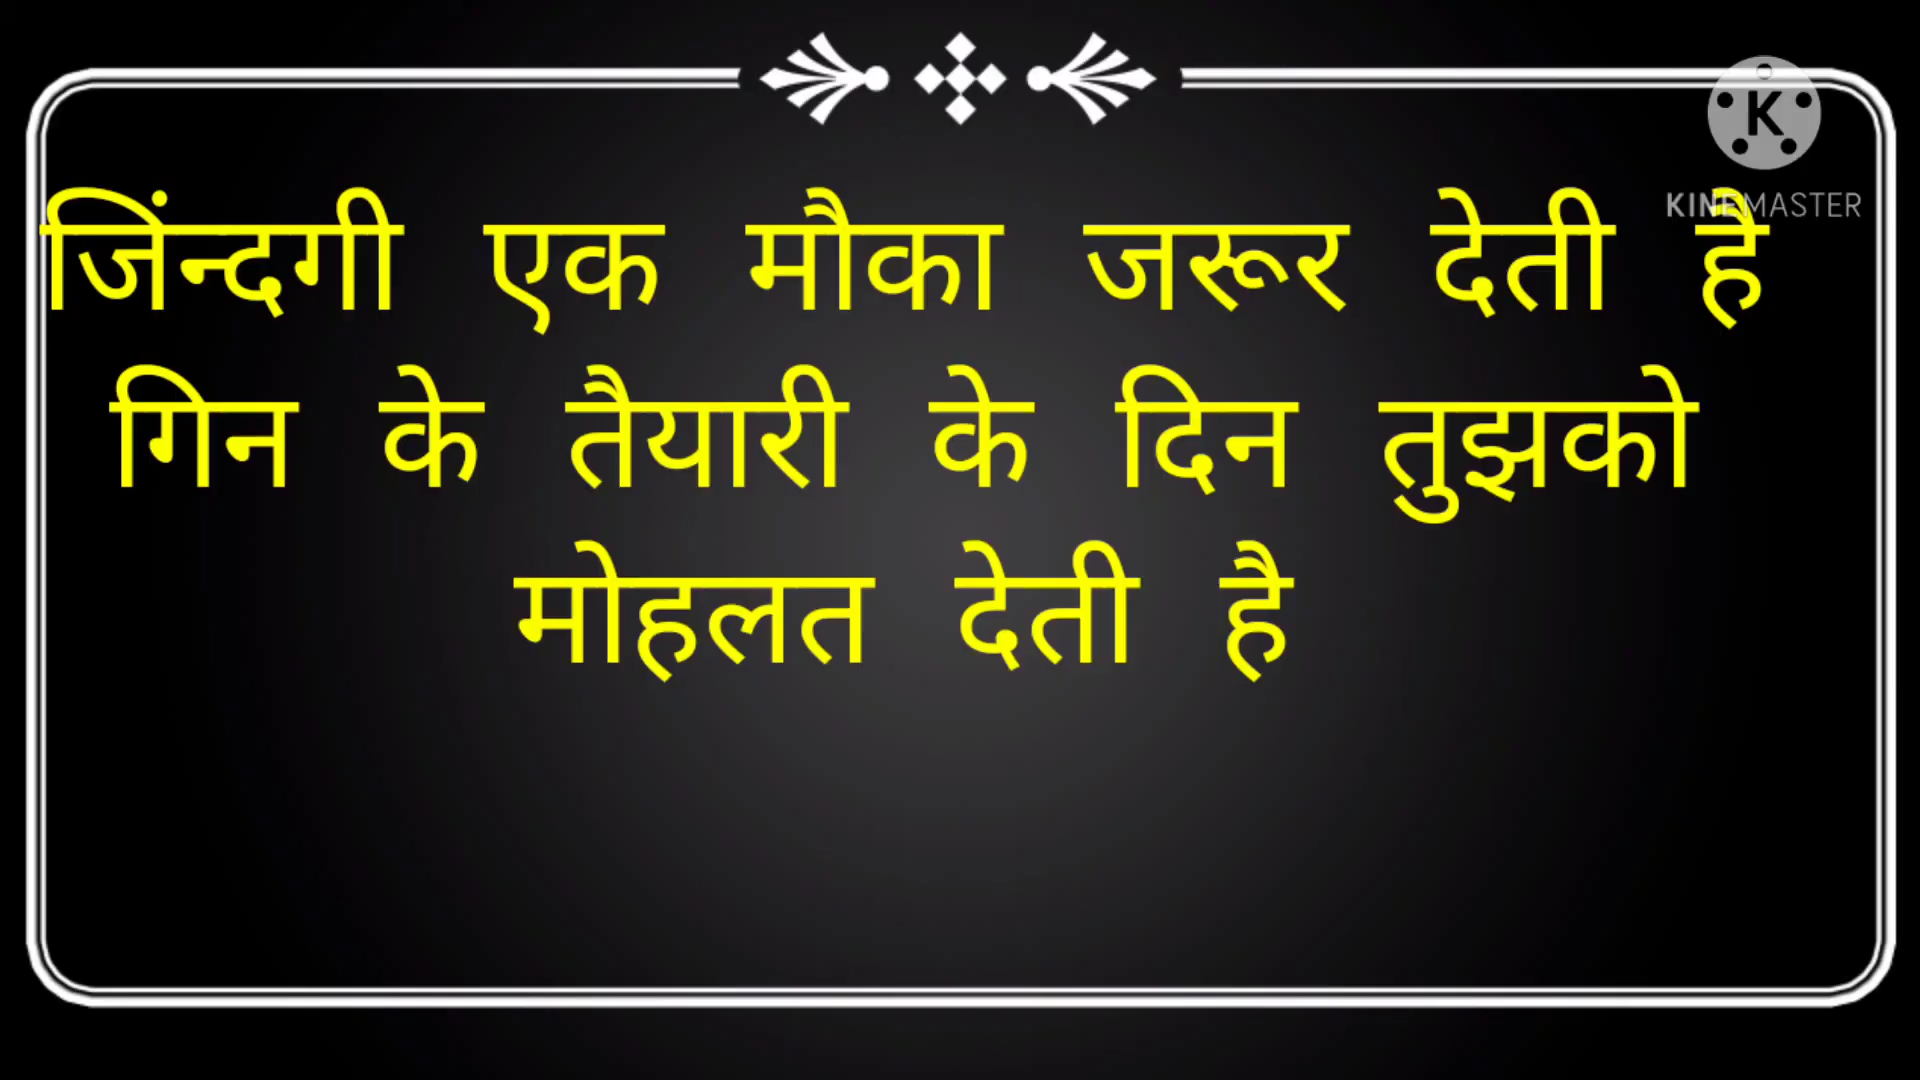 KINEMASTER
जिंन्दगी एक मौका जरूर देती है
गिन के तैयारी के दिन तुझको
मोहलत देती है